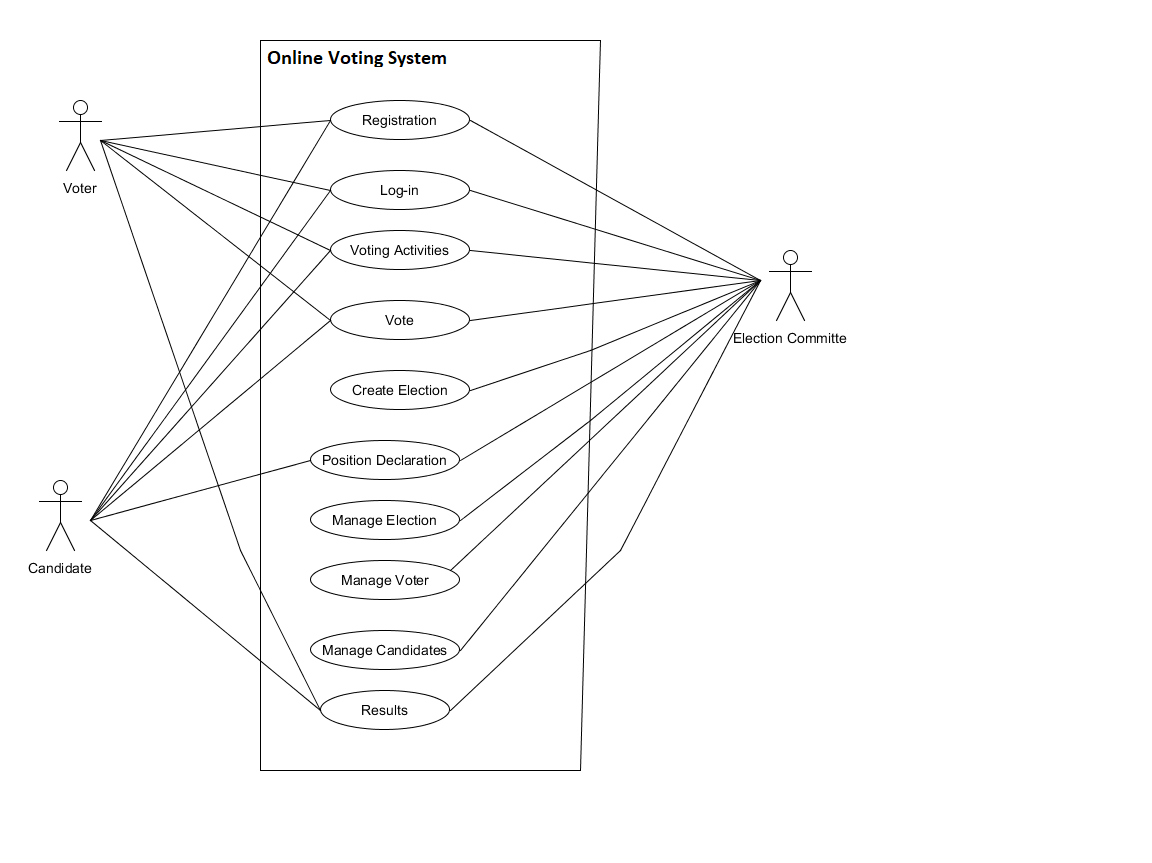 Online Voting System
Registration
Voter
Log-in
Voting Activities
Vote
Election Committe
Create Election
Position Declaration
Manage Election
Candidate
Manage Voter
Manage Candidates
Results